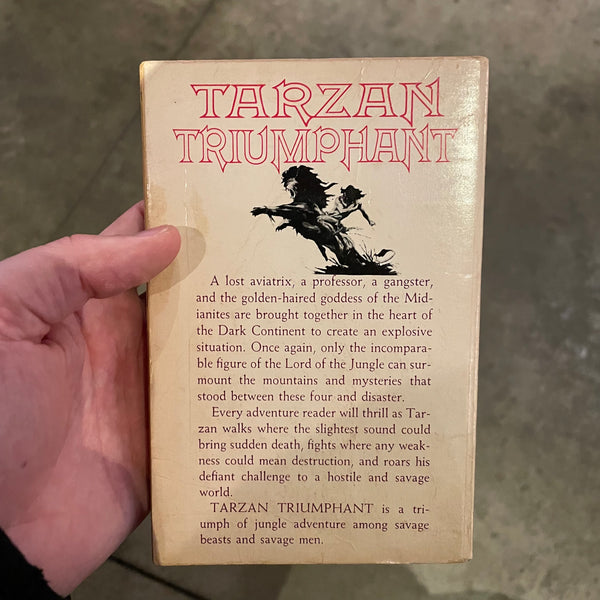 TARZAN
TRIUMPHANT
A lost aviatrix, a professor, a gangster,
and the golden-haired goddess of the Mid-
ianites are brought together in the heart of
the Dark Continent to create an explosive
situation. Once again, only the incompara-
ble figure of the Lord of the Jungle can sur-
mount the mountains and mysteries that
stood between these four and disaster.
Every adventure reader will thrill as Tar-
zan walks where the slightest sound could
bring sudden death, fights where any weak-
ness could mean destruction, and roars his
defiant challenge to a hostile and savage
world.
TARZAN TRIUMPHANT is a tri-
umph of jungle adventure among savage
beasts and savage men.